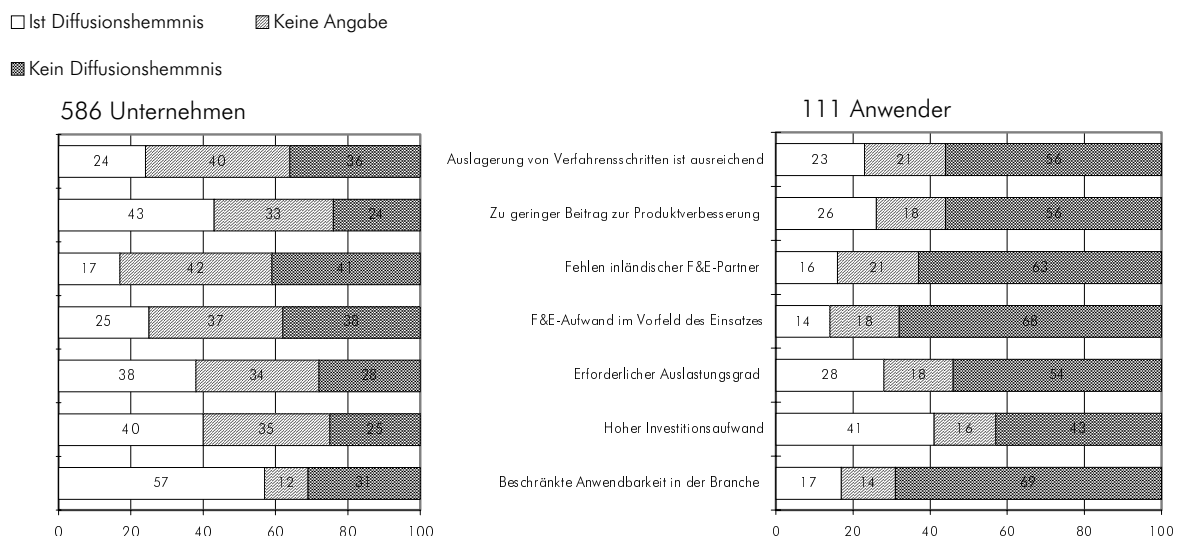 Ist Diffusionshemmnis Keine Angabe
Kein Diffusionshemmnis
586 Unternehmen 111 Anwender
24 40 36 Auslagerung von Verfahrensschritten ist ausreichend 23 21 56
43 33 24 Zu geringer Beitrag zur Produktverbesserung 26 18 56
17 42 41 Fehlen inländischer F&E-Partner 16 21 63
25 37 38 F&E-Aufwand im Vorfeld des Einsatzes 14 18 68
38 34 28 Erforderlicher Auslastungsgrad 28 18 54
40 35 25 Hoher Investitionsaufwand 41 16 43
57 12 31 Beschränkte Anwendbarkeit in der Branche 17 14 69
0 20 40 60 80 100 0 20 40 60 80 100